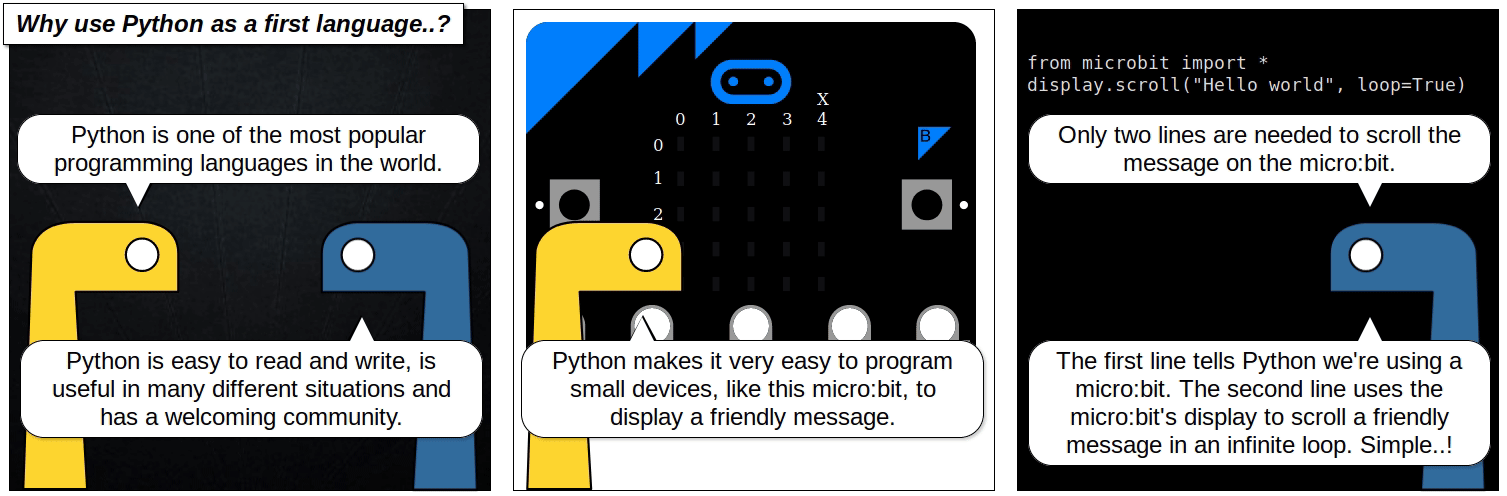 Why use Python as a first language..?
Python is one of the most popular
programming languages in the world.
Python is easy to read and write, is
useful in many different situations and
has a welcoming community.
X
0 1 2 3 4
0
B
1
2
Python makes it very easy to program
small devices, like this micro:bit, to
display a friendly message.
from microbit import *
display.scroll("Hello world", loop=True)
Only two lines are needed to scroll the
message on the micro:bit.
The first line tells Python we're using a
micro:bit. The second line uses the
micro:bit's display to scroll a friendly
message in an infinite loop. Simple..!